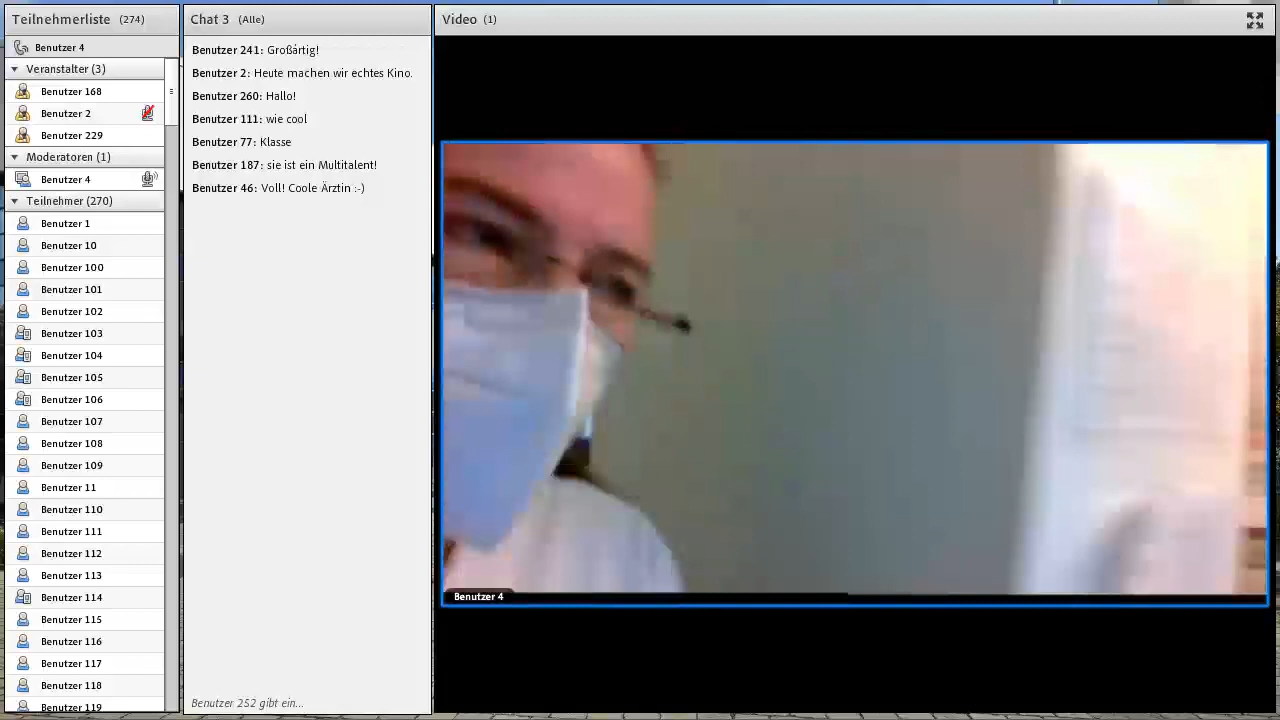 Teilnehmerliste (274)
Benutzer 4
Veranstalter (3)
Benutzer 168
Benutzer 2
Benutzer 229
Moderatoren (1)
Benutzer 4
Teilnehmer (270)
Benutzer 1
Benutzer 10
Benutzer 100
Benutzer 101
Benutzer 102
Benutzer 103
Benutzer 104
Benutzer 105
Benutzer 106
Benutzer 107
Benutzer 108
Benutzer 109
Benutzer 11
Benutzer 110
Benutzer 111
Benutzer 112
Benutzer 113
Benutzer 114
Benutzer 115
Benutzer 116
Benutzer 117
Benutzer 118
Benutzer 119
Chat 3 (Alle)
Benutzer 241: Großartig!
Benutzer 2: Heute machen wir echtes Kino.
Benutzer 260: Hallo!
Benutzer 111: wie cool
Benutzer 77: Klasse
Benutzer 187: sie ist ein Multitalent!
Benutzer 46: Voll! Coole Ärztin :-)
Benutzer 252 gibt ein...
Video (1)
Benutzer 4